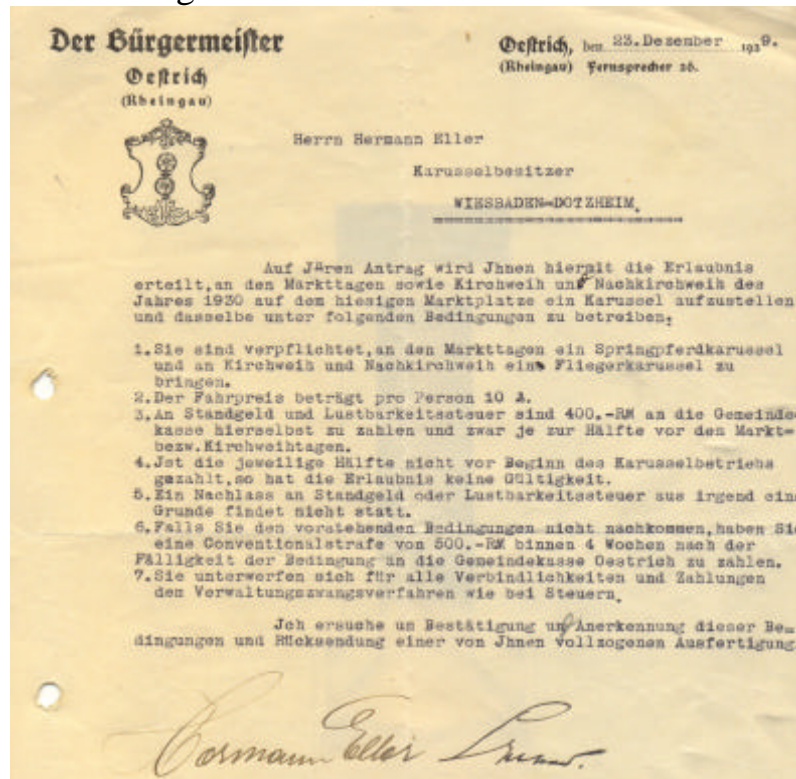 Der Bürgermeister
Oestrich
(Rheingau)
Oestrich, den 23.Dezember 1929.
(Rheingau) Fernsprecher 26.
Herrn Hermann Eller
Karusselbesitzer
WIESBADEN=DOTZHEIM.
Auf Jhren Antrag wird Jhnen hiermit die Erlaubnis
erteilt,an den Markttagen sowie Kirchweih und Nachkirchweih des
Jahres 1930 auf dem hiesigen Marktplatze ein Karussel aufzustellen
und dasselbe unter folgenden Bedingungen zu betreiben:
1.Sie sind verpflichtet,an den Markttagen ein Springpferdkarussel
und an Kirchweih und Nachkirchweih ein Fliegerkarussel zu
bringen.
2.Der Fahrpreis beträgt pro Person 10 ₰.
3.An Standgeld und Lustbarkeitssteuer sind 400.-RM an die Gemeinde=
kasse hierselbst zu zahlen und zwar je zur Hälfte vor den Markt=
bezw.Kirchweihtagen.
4.Jst die jeweilige Hälfte nicht vor Beginn des Karusselbetriebs
gezahlt,so hat die Erlaubnis keine Gültigkeit.
5.Ein Nachlass an Standgeld oder Lustbarkeitssteuer aus irgend ein
Grunde findet nicht statt.
6.Falls Sie den vorstehenden Bedingungen nicht nachkommen,haben Sie
eine Conventionalstrafe von 500.-RM binnen 4 Wochen nach der
Fälligkeit der Bedingung an die Gemeindekasse Oestrich zu zahlen.
7.Sie unterwerfen sich für alle Verbindlichkeiten und Zahlungen
dem Verwaltungszwangsverfahren wie bei Steuern.
Jch ersuche um Bestätigung und Anerkennung dieser Be=
dingungen und Rücksendung einer von Jhnen vollzogenen Ausfertigung
Hermann Eller